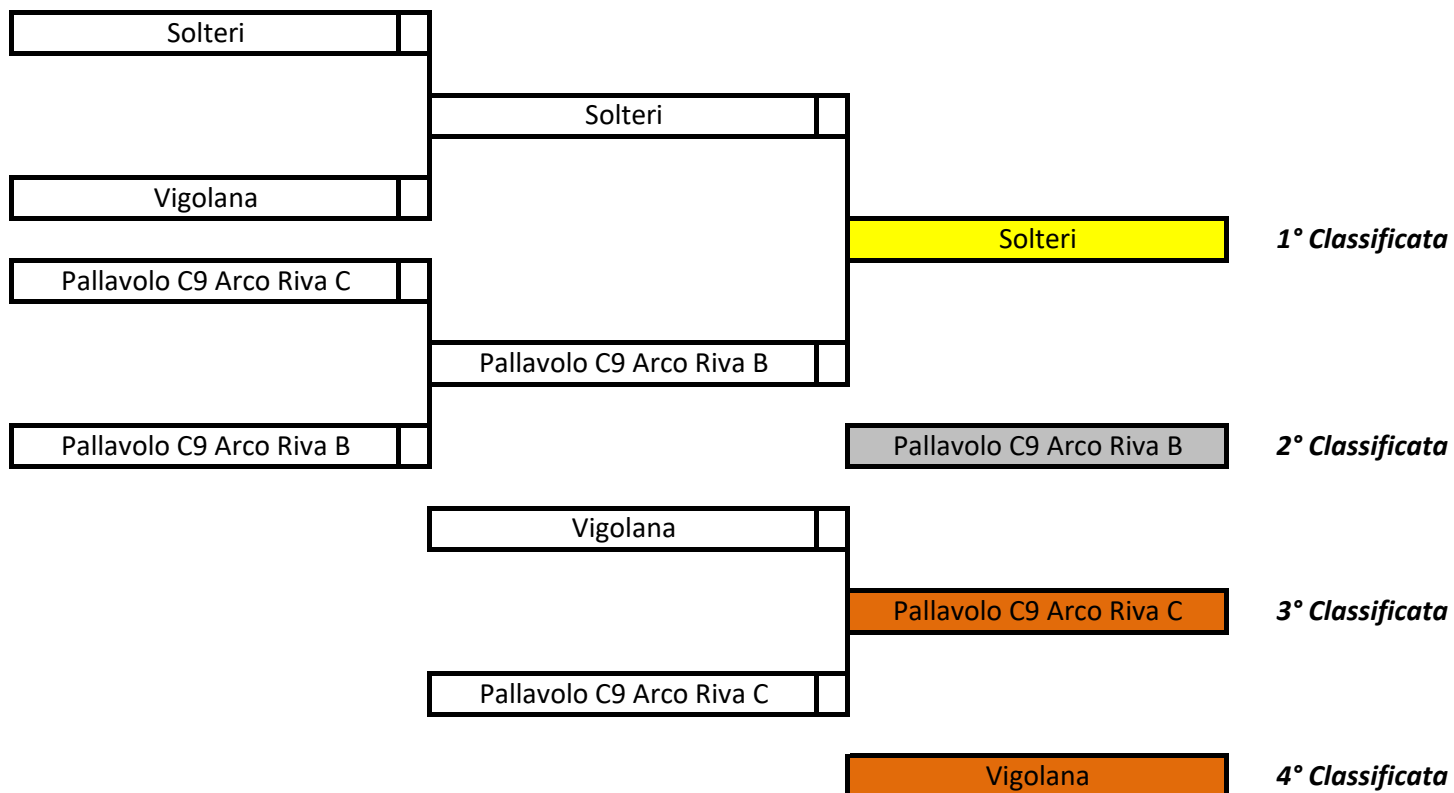 Solteri
Solteri
Vigolana
Solteri 1° Classificata
Pallavolo C9 Arco Riva C
Pallavolo C9 Arco Riva B
Pallavolo C9 Arco Riva B
Pallavolo C9 Arco Riva B 2° Classificata
Vigolana
Pallavolo C9 Arco Riva C 3° Classificata
Pallavolo C9 Arco Riva C
Vigolana 4° Classificata